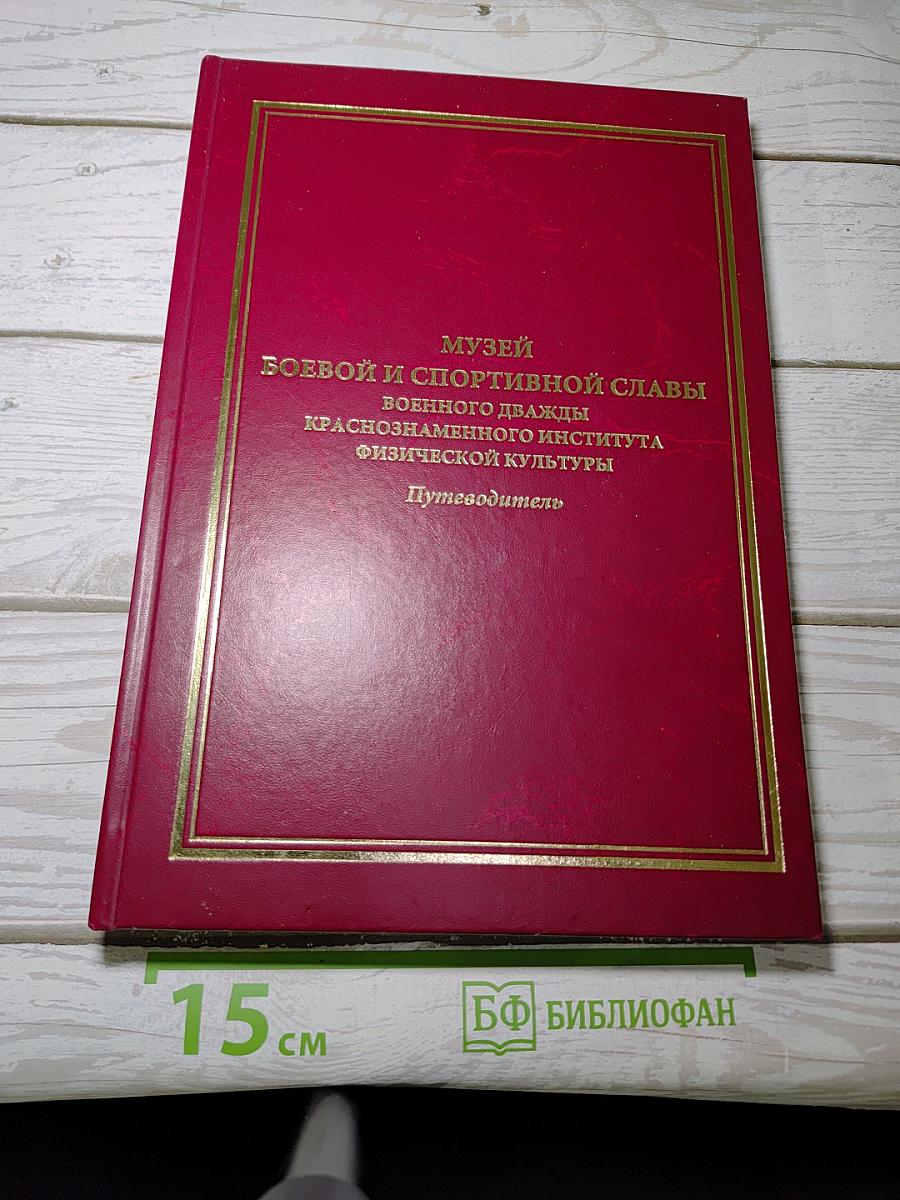 МУЗЕЙ
БОЕВОЙ И СПОРТИВНОЙ СЛАВЫ
ВОЕННОГО ДВАЖДЫ
КРАСНОЗНАМЕННОГО ИНСТИТУТА
ФИЗИЧЕСКОЙ КУЛЬТУРЫ
Путеводитель
15 см
БФ БИБЛИОФАН